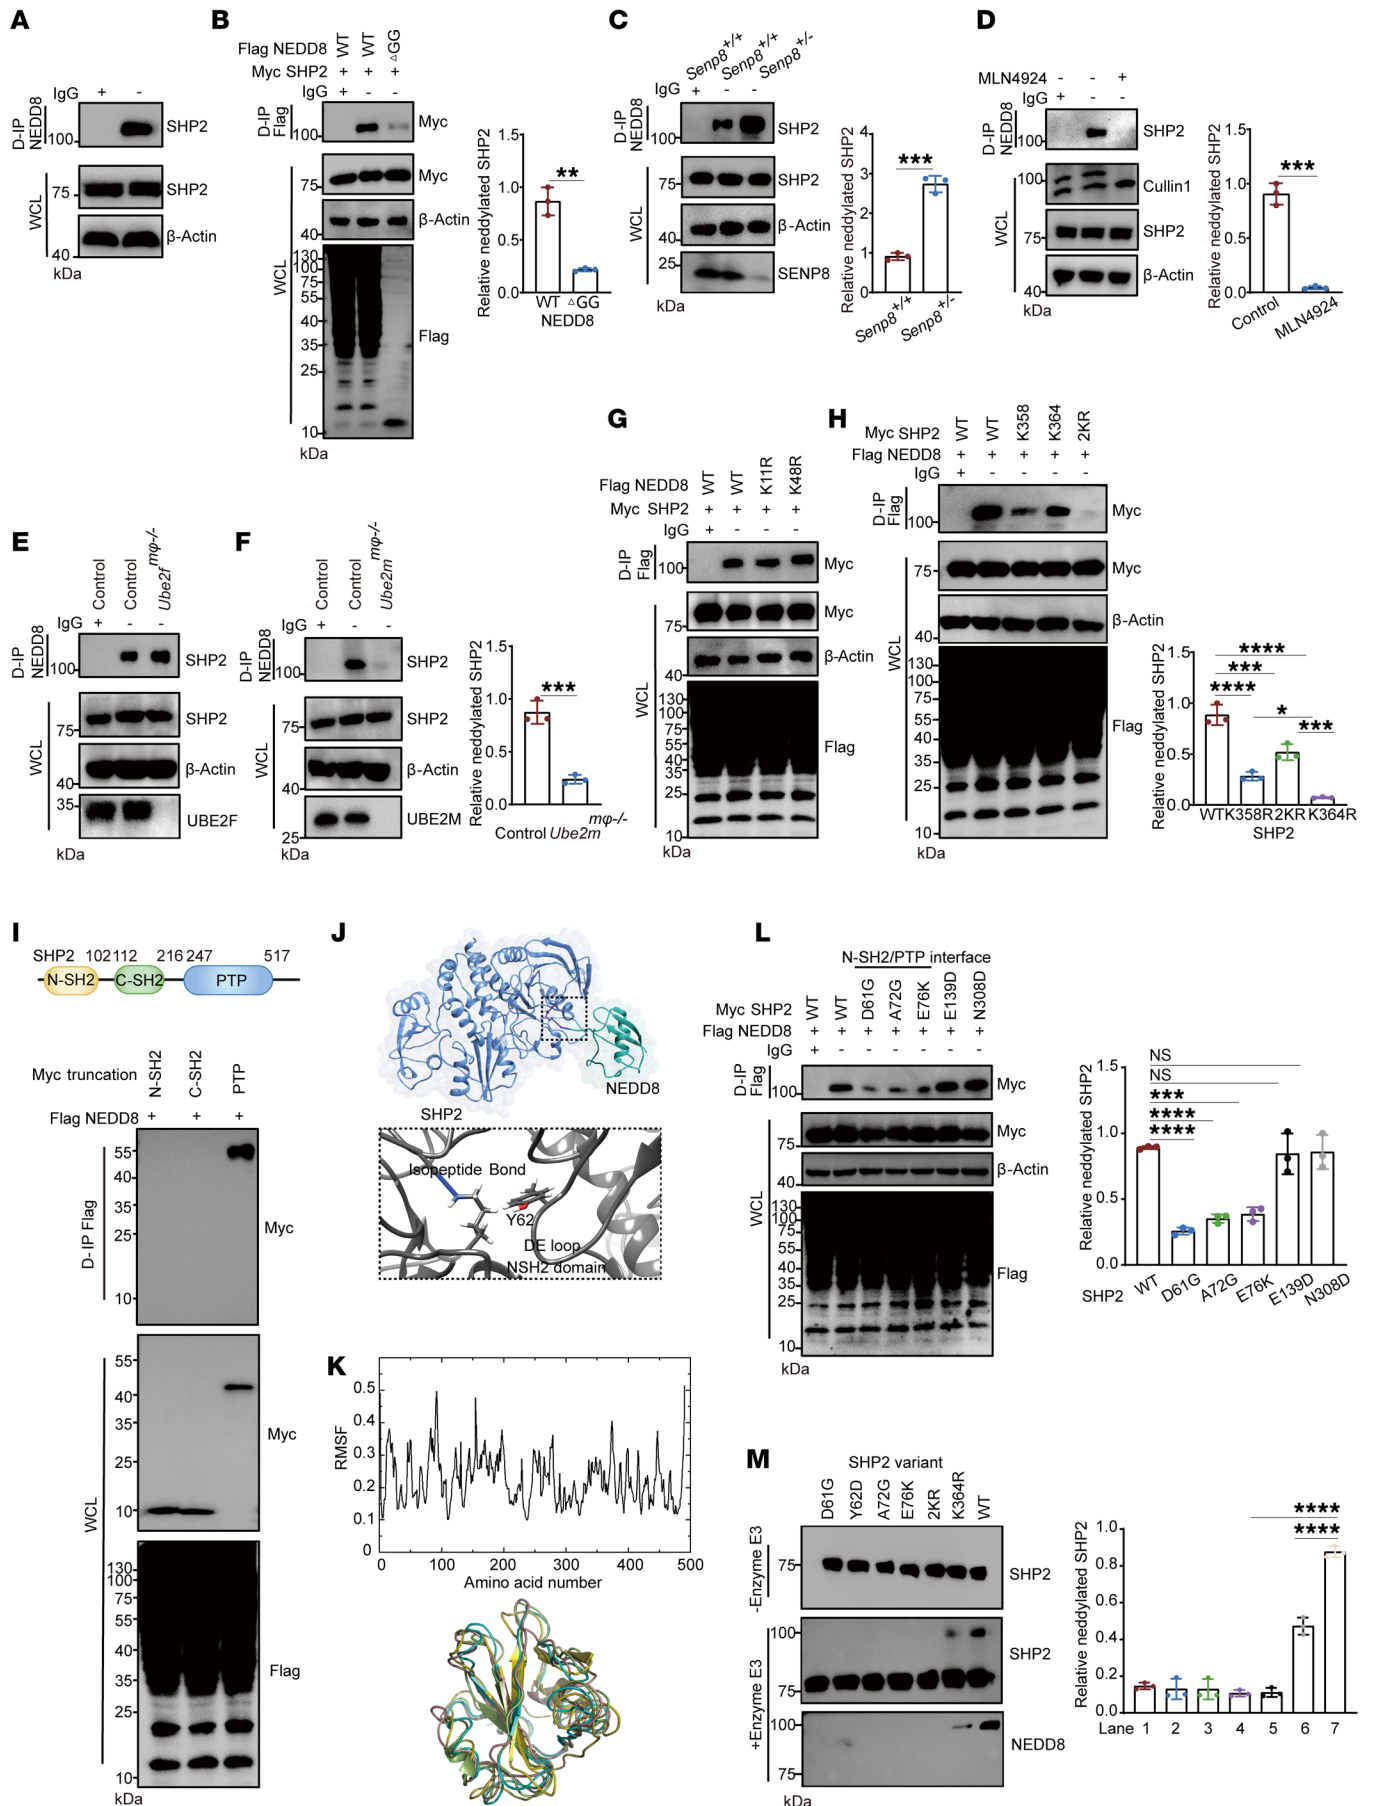 A
IgG + -
D-IP
NEDD8
100
SHP2
WCL
75
SHP2
40
β-Actin
kDa
B
Flag NEDD8 WT WT △GG
Myc SHP2 + + +
IgG + - -
D-IP
Flag
100
Myc
WCL
75
Myc
40
β-Actin
WCL
130
100
75
55
40
35
25
10
Flag
kDa
Relative neddylated SHP2
1.5
1.0
0.5
0.0
**
WT △GG
NEDD8
C
Senp8+/+ Senp8+/+ Senp8+/-
IgG + - -
D-IP
NEDD8
100
SHP2
WCL
75
SHP2
40
β-Actin
25
SENP8
kDa
Relative neddylated SHP2
4
3
2
1
0
***
Senp8+/+ Senp8+/-
D
MLN4924 - - +
IgG + - -
D-IP
NEDD8
100
SHP2
WCL
100
Cullin1
75
SHP2
40
β-Actin
kDa
Relative neddylated SHP2
1.5
1.0
0.5
0.0
***
Control MLN4924
E
Control Control Ube2f mφ-/-
IgG + - -
D-IP
NEDD8
100
SHP2
WCL
75
SHP2
40
β-Actin
35
UBE2F
kDa
F
Control Control Ube2m mφ-/-
IgG + - -
D-IP
NEDD8
100
SHP2
WCL
75
SHP2
40
β-Actin
25
UBE2M
kDa
Relative neddylated SHP2
1.5
1.0
0.5
0.0
***
Control Ube2m mφ-/-
G
Flag NEDD8 WT WT K11R K48R
Myc SHP2 + + + +
IgG + - - -
D-IP
Flag
100
Myc
WCL
75
Myc
40
β-Actin
130
100
75
55
40
35
25
10
Flag
kDa
H
Myc SHP2 WT WT K358 K364 2KR
Flag NEDD8 + + + + +
IgG + - - - -
D-IP
Flag
100
Myc
WCL
75
Myc
40
β-Actin
130
100
75
55
40
35
25
10
Flag
kDa
Relative neddylated SHP2
1.5
1.0
0.5
0.0
****
***
****
*
***
WT K358R 2KR K364R
SHP2
I
SHP2 102 112 216 247 517
N-SH2 C-SH2 PTP
Myc truncation N-SH2 C-SH2 PTP
Flag NEDD8 + + +
D-IP Flag
55
40
35
25
10
Myc
WCL
55
40
35
25
10
Myc
130
100
75
55
40
35
25
10
Flag
kDa
J
NEDD8
SHP2
Isopeptide Bond
Y62
DE loop
NSH2 domain
K
RMSF
0.5
0.4
0.3
0.2
0.1
0
0 100 200 300 400 500
Amino acid number
L
N-SH2/PTP interface
Myc SHP2 WT WT D61G A72G E76K E139D N308D
Flag NEDD8 + + + + + + +
IgG + - - - - - -
D-IP
Flag
100
Myc
WCL
75
Myc
40
β-Actin
130
100
75
55
40
35
25
10
Flag
kDa
Relative neddylated SHP2
1.5
1.0
0.5
0.0
NS
NS
***
****
****
SHP2 WT D61G A72G E76K E139D N308D
M
SHP2 variant
D61G Y62D A72G E76K 2KR K364R WT
-Enzyme E3
75
SHP2
+Enzyme E3
100
75
SHP2
100
75
NEDD8
kDa
Relative neddylated SHP2
1.0
0.8
0.6
0.4
0.2
0.0
****
****
Lane 1 2 3 4 5 6 7